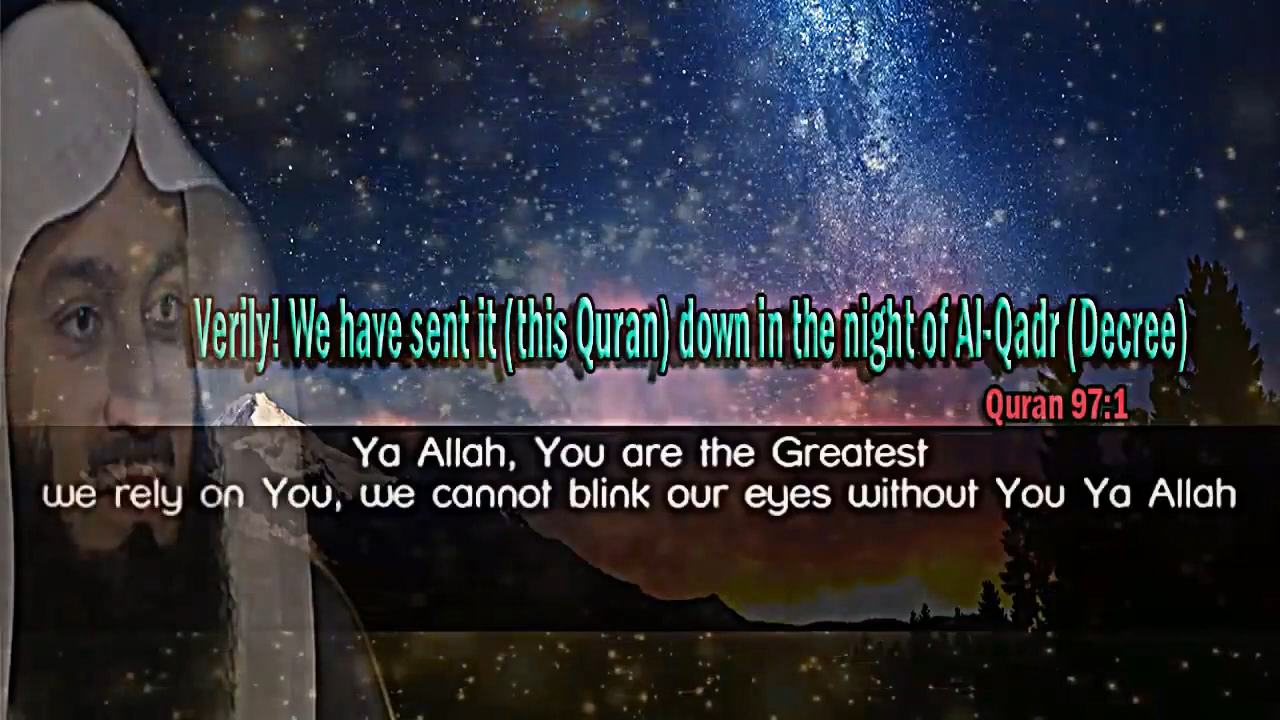 Verily! We have sent it (this Quran) down in the night of Al-Qadr (Decree)
Quran 97:1
Ya Allah, You are the Greatest
we rely on You, we cannot blink our eyes without You Ya Allah